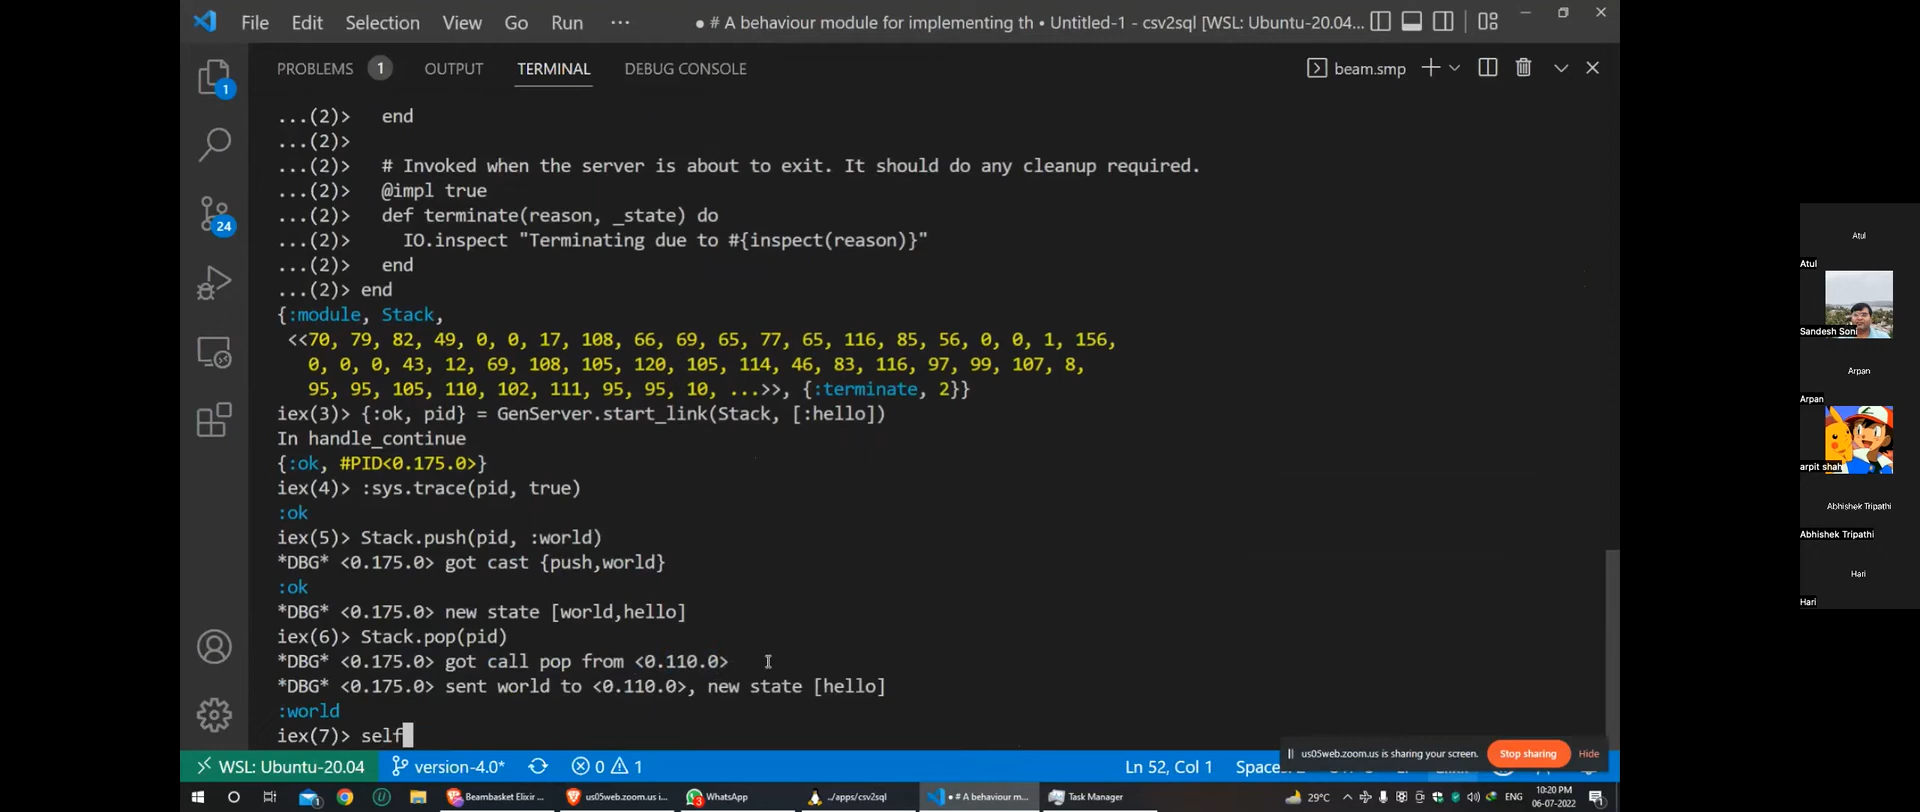 File Edit Selection View Go Run ··· ● # A behaviour module for implementing th • Untitled-1 - csv2sql [WSL: Ubuntu-20.04...
PROBLEMS 1 OUTPUT TERMINAL DEBUG CONSOLE beam.smp
...(2)> end
...(2)>
...(2)> # Invoked when the server is about to exit. It should do any cleanup required.
...(2)> @impl true
...(2)> def terminate(reason, _state) do
...(2)> IO.inspect "Terminating due to #{inspect(reason)}"
...(2)> end
...(2)> end
{:module, Stack,
<<70, 79, 82, 49, 0, 0, 17, 108, 66, 69, 65, 77, 65, 116, 85, 56, 0, 0, 1, 156,
0, 0, 0, 43, 12, 69, 108, 105, 120, 105, 114, 46, 83, 116, 97, 99, 107, 8,
95, 95, 105, 110, 102, 111, 95, 95, 10, ...>>, {:terminate, 2}}
iex(3)> {:ok, pid} = GenServer.start_link(Stack, [:hello])
In handle_continue
{:ok, #PID<0.175.0>}
iex(4)> :sys.trace(pid, true)
:ok
iex(5)> Stack.push(pid, :world)
*DBG* <0.175.0> got cast {push,world}
:ok
*DBG* <0.175.0> new state [world,hello]
iex(6)> Stack.pop(pid)
*DBG* <0.175.0> got call pop from <0.110.0>
*DBG* <0.175.0> sent world to <0.110.0>, new state [hello]
:world
iex(7)> self
1
24
Atul
Atul
Sandesh Soni
Arpan
Arpan
arpit shah
Abhishek Tripathi
Abhishek Tripathi
Hari
Hari
us05web.zoom.us is sharing your screen. Stop sharing Hide
WSL: Ubuntu-20.04 version-4.0* 0 1 Ln 52, Col 1
Beambasket Elixir ... us05web.zoom.us i... WhatsApp ../apps/csv2sql ● # A behaviour m... Task Manager 29°C ENG 10:20 PM
06-07-2022